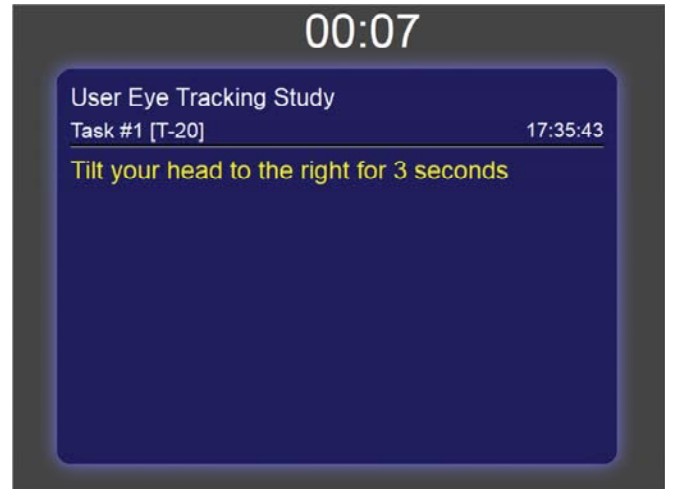 00:07
User Eye Tracking Study
Task #1 [T-20] 17:35:43
Tilt your head to the right for 3 seconds